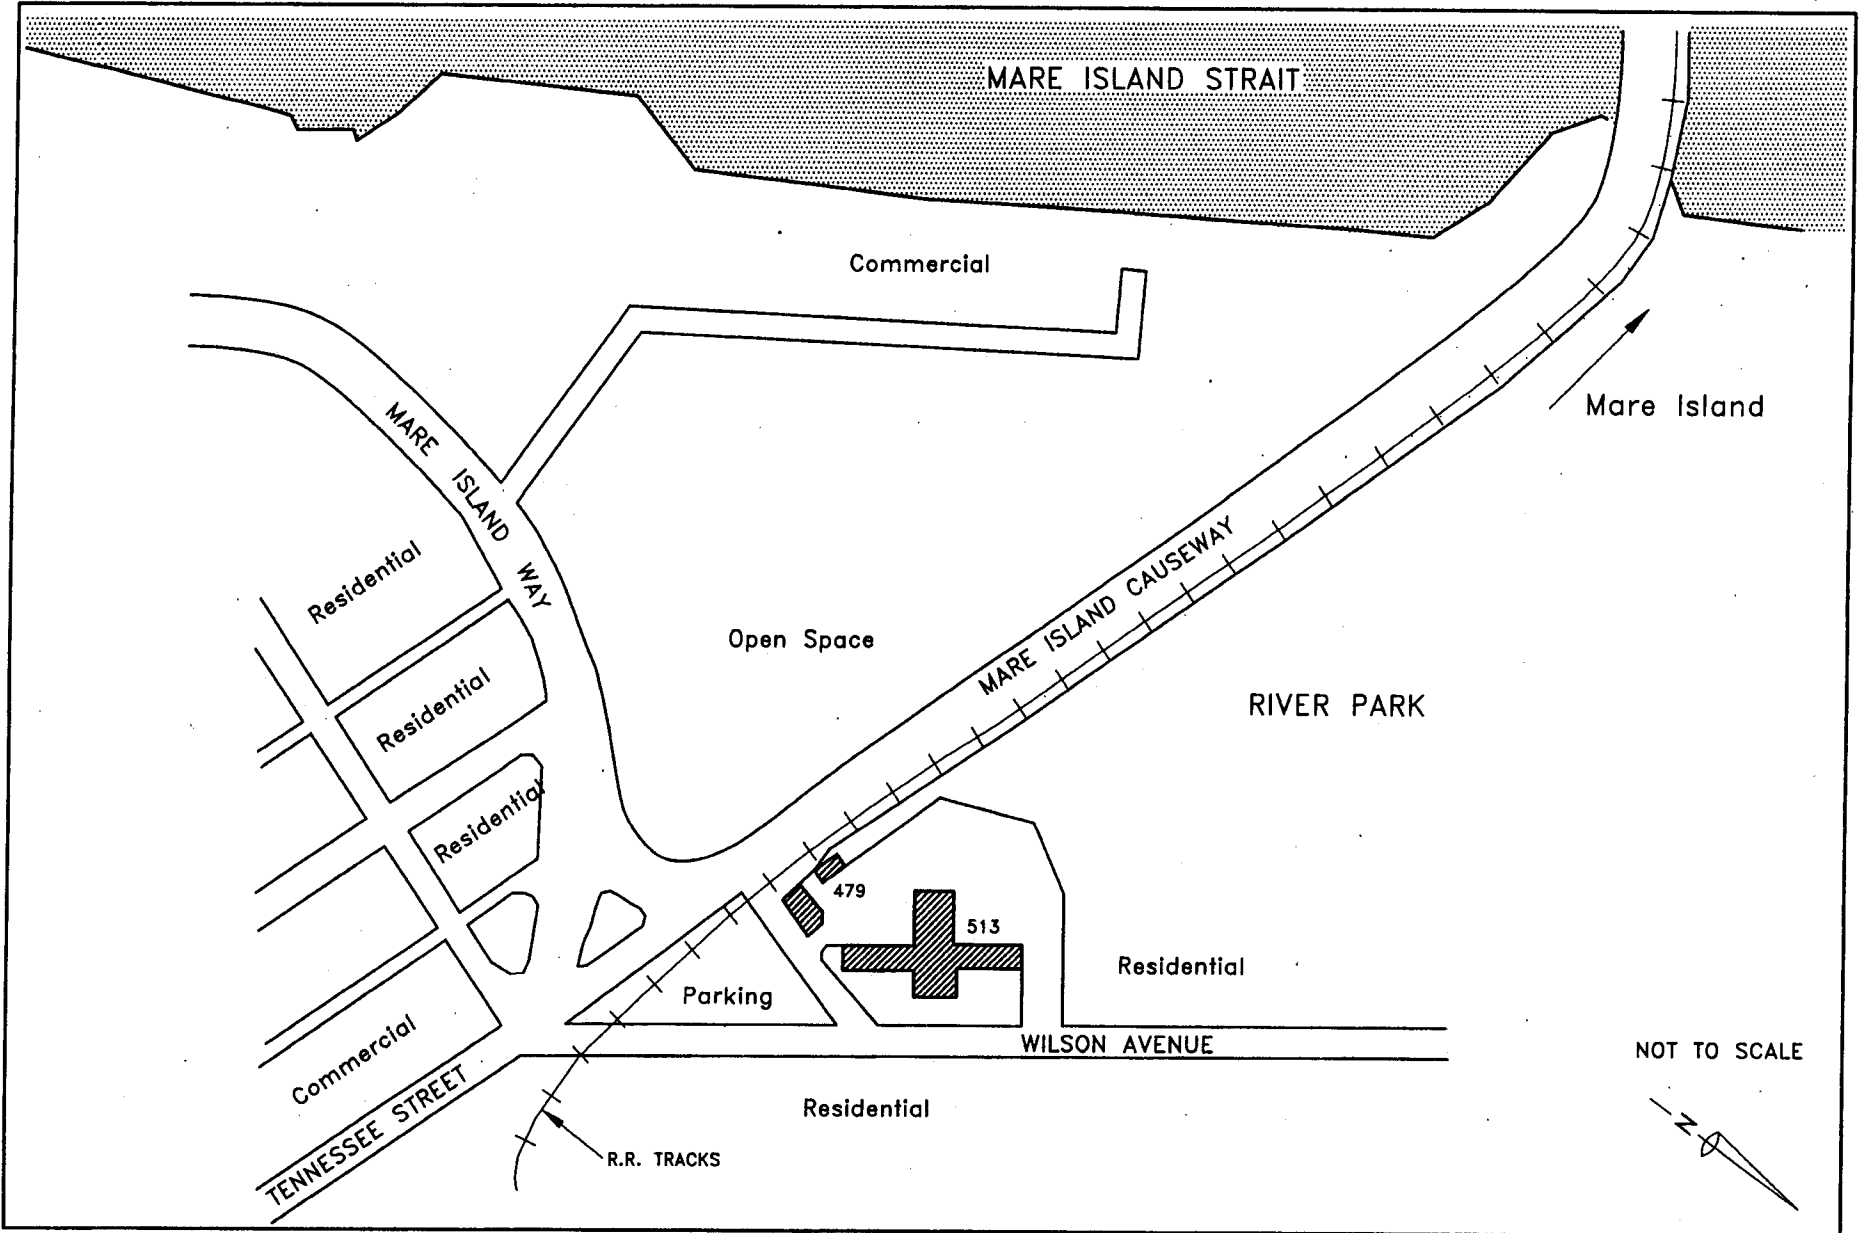 MARE ISLAND STRAIT
Commercial
Mare Island
MARE ISLAND WAY
Residential
Open Space
MARE ISLAND CAUSEWAY
RIVER PARK
Residential
Residential
479
513
Residential
Parking
Commercial
WILSON AVENUE
NOT TO SCALE
TENNESSEE STREET
Residential
R.R. TRACKS
N